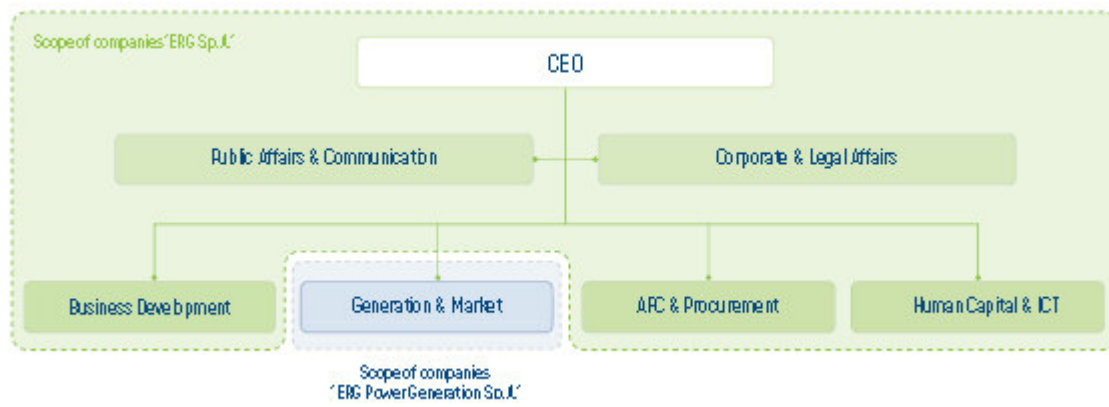 Scope of companies ‘ERG S.p.A.’
CEO
Public Affairs & Communication
Corporate & Legal Affairs
Business Development
Generation & Market
AFC & Procurement
Human Capital & ICT
Scope of companies
‘ERG Power Generation S.p.A.’